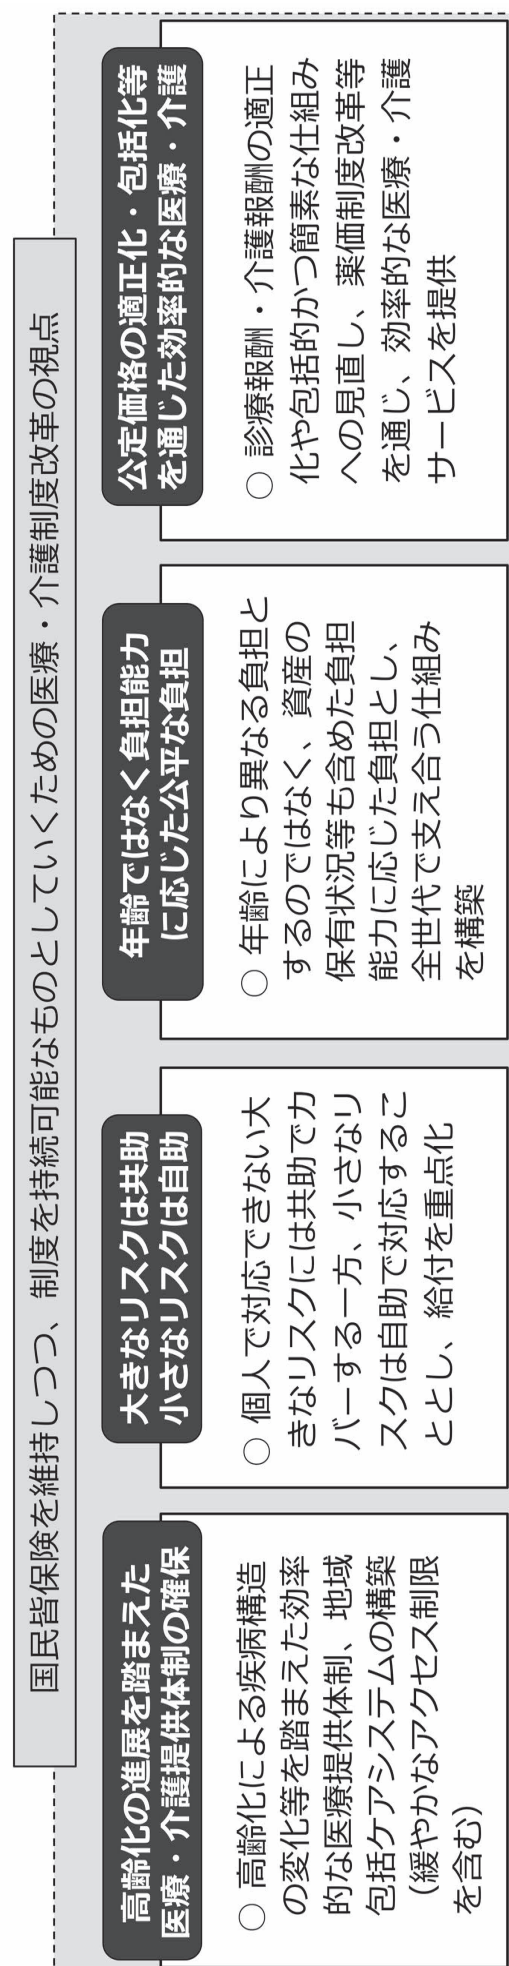 国民皆保険を維持しつつ、制度を持続可能なものとしていくための医療・介護制度改革の視点
高齢化の進展を踏まえた
医療・介護提供体制の確保
○ 高齢化による疾病構造
の変化等を踏まえた効率
的な医療提供体制、地域
包括ケアシステムの構築
（緩やかなアクセス制限
を含む）
大きなリスクは共助
小さなリスクは自助
○ 個人で対応できない大
きなリスクには共助でカ
バーする一方、小さなリ
スクは自助で対応するこ
ととし、給付を重点化
年齢ではなく負担能力
に応じた公平な負担
○ 年齢により異なる負担と
するのではなく、資産の
保有状況等も含めた負担
能力に応じた負担とし、
全世代で支え合う仕組み
を構築
公定価格の適正化・包括化等
を通じた効率的な医療・介護
○ 診療報酬・介護報酬の適正
化や包括的かつ簡素な仕組み
への見直し、薬価制度改革等
を通じ、効率的な医療・介護
サービスを提供